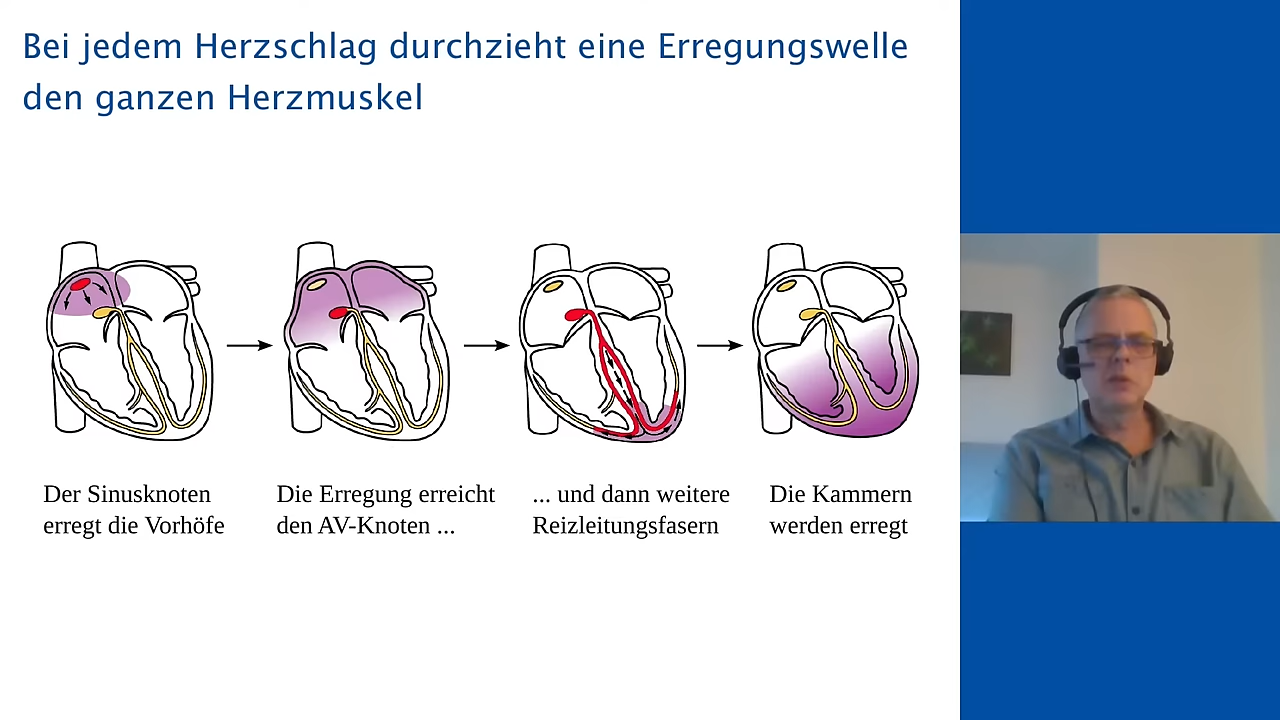 Bei jedem Herzschlag durchzieht eine Erregungswelle
den ganzen Herzmuskel
Der Sinusknoten
erregt die Vorhöfe
Die Erregung erreicht
den AV-Knoten ...
... und dann weitere
Reizleitungsfasern
Die Kammern
werden erregt